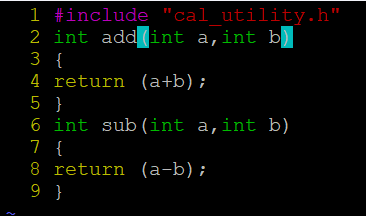 1 #include "cal_utility.h"
2 int add(int a,int b)
3 {
4 return (a+b);
5 }
6 int sub(int a,int b)
7 {
8 return (a-b);
9 }
~